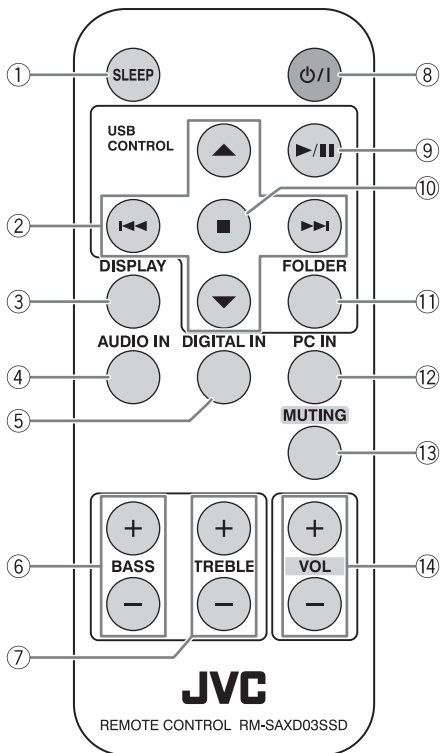 ① SLEEP ⏻/I ⑧
USB
CONTROL
⑨
⑩
②
DISPLAY FOLDER
③ ⑪
AUDIO IN DIGITAL IN PC IN
④ ⑫
⑤ MUTING
⑬
+ + +
⑥ BASS TREBLE VOL ⑭
− − −
⑦
JVC
REMOTE CONTROL RM-SAXD03SSD